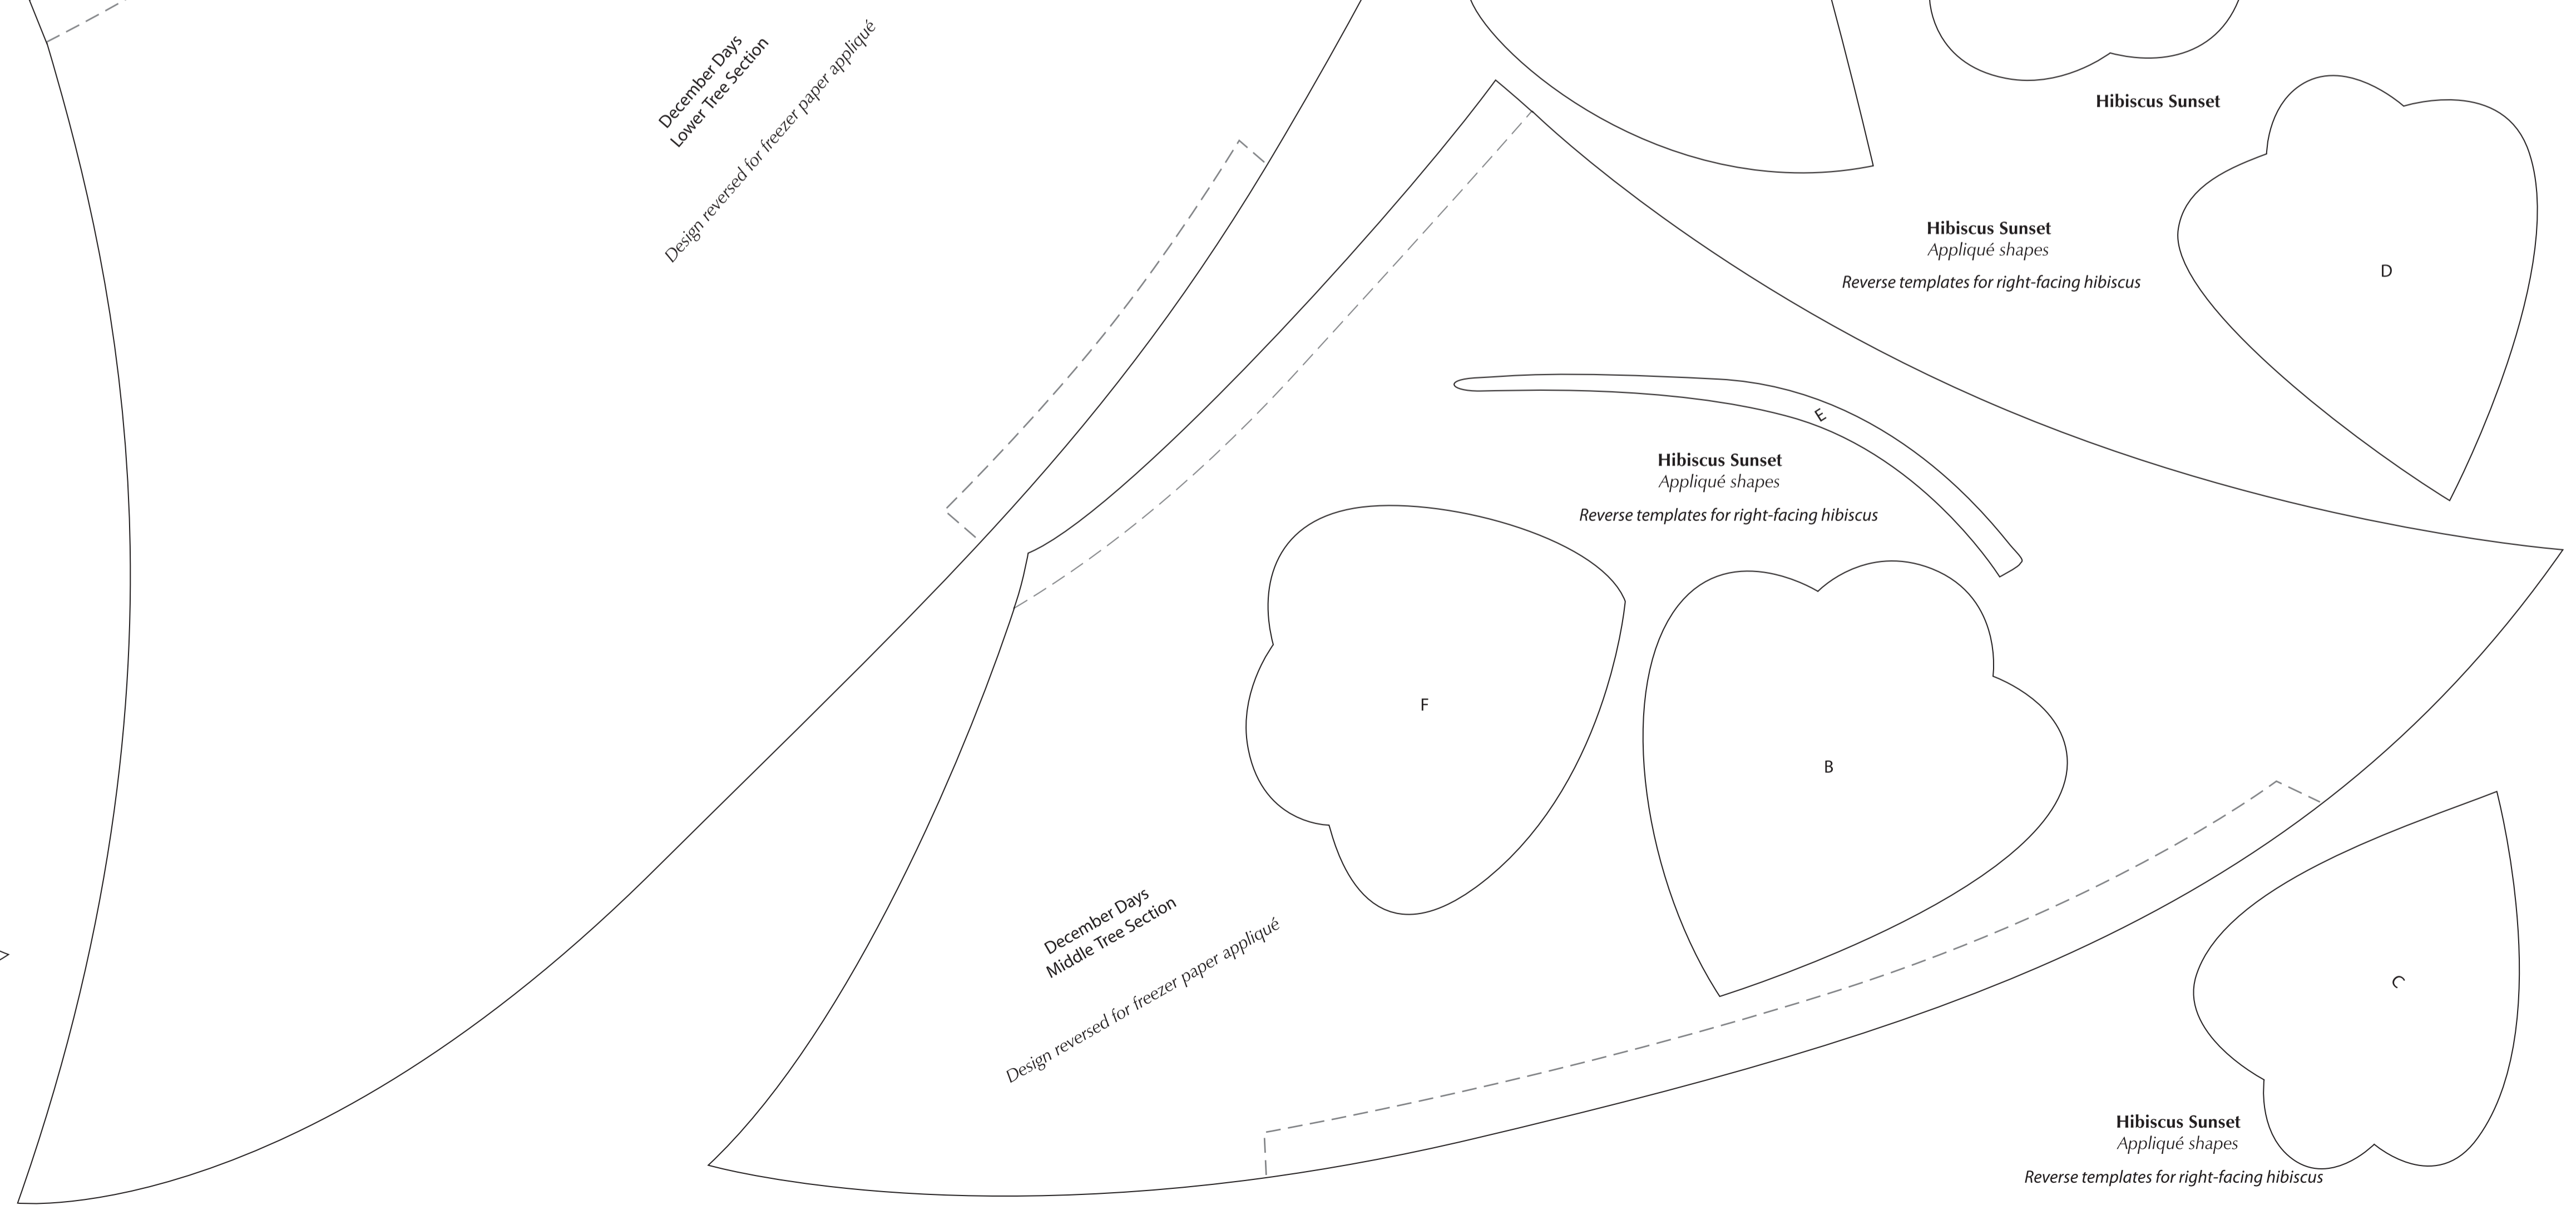 December Days
Lower Tree Section
Design reversed for freezer paper appliqué
Hibiscus Sunset
Hibiscus Sunset
Appliqué shapes
Reverse templates for right-facing hibiscus
D
E
Hibiscus Sunset
Appliqué shapes
Reverse templates for right-facing hibiscus
F
B
December Days
Middle Tree Section
Design reversed for freezer paper appliqué
C
Hibiscus Sunset
Appliqué shapes
Reverse templates for right-facing hibiscus